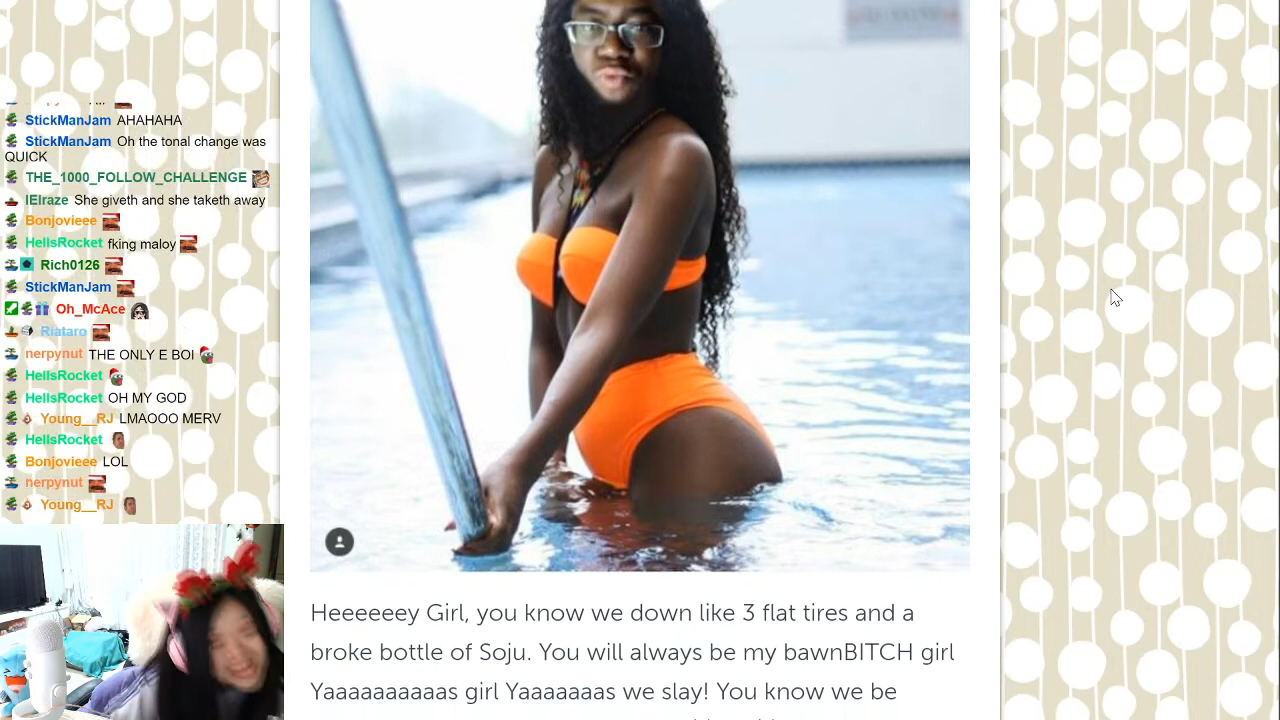 StickManJam AHAHAHA
StickManJam Oh the tonal change was
QUICK
THE_1000_FOLLOW_CHALLENGE
IElraze She giveth and she taketh away
Bonjovieee
HellsRocket fking maloy
Rich0126
StickManJam
Oh_McAce
Riataro
nerpynut THE ONLY E BOI
HellsRocket
HellsRocket OH MY GOD
Young__RJ LMAOOO MERV
HellsRocket
Bonjovieee LOL
nerpynut
Young__RJ
Heeeeeey Girl, you know we down like 3 flat tires and a
broke bottle of Soju. You will always be my bawnBITCH girl
Yaaaaaaaaaas girl Yaaaaaaas we slay! You know we be